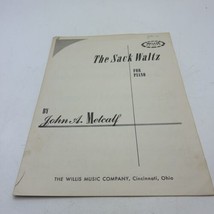 The Sack Waltz
FOR
PIANO
BY
John A. Metcalf
THE WILLIS MUSIC COMPANY, Cincinnati, Ohio